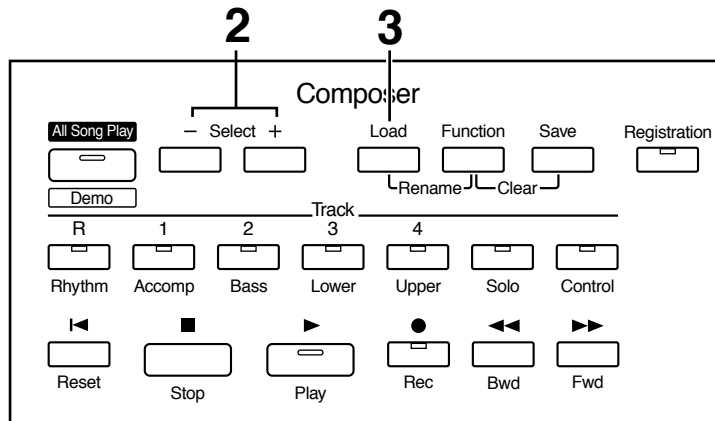 2 3
Composer
All Song Play − Select + Load Function Save Registration
Rename Clear
Demo
Track
R 1 2 3 4
Rhythm Accomp Bass Lower Upper Solo Control
Reset Stop Play Rec Bwd Fwd